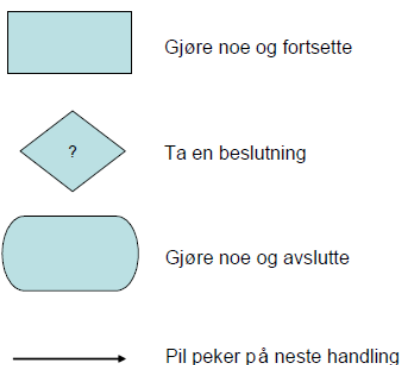 Gjøre noe og fortsette
?
Ta en beslutning
Gjøre noe og avslutte
Pil peker på neste handling